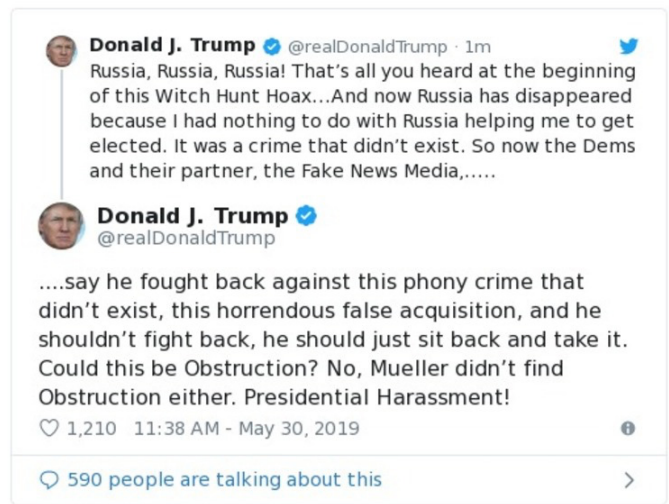 Donald J. Trump @realDonaldTrump · 1m
Russia, Russia, Russia! That's all you heard at the beginning
of this Witch Hunt Hoax...And now Russia has disappeared
because I had nothing to do with Russia helping me to get
elected. It was a crime that didn't exist. So now the Dems
and their partner, the Fake News Media,.....
Donald J. Trump
@realDonaldTrump
....say he fought back against this phony crime that
didn't exist, this horrendous false acquisition, and he
shouldn't fight back, he should just sit back and take it.
Could this be Obstruction? No, Mueller didn't find
Obstruction either. Presidential Harassment!
1,210 11:38 AM - May 30, 2019
590 people are talking about this